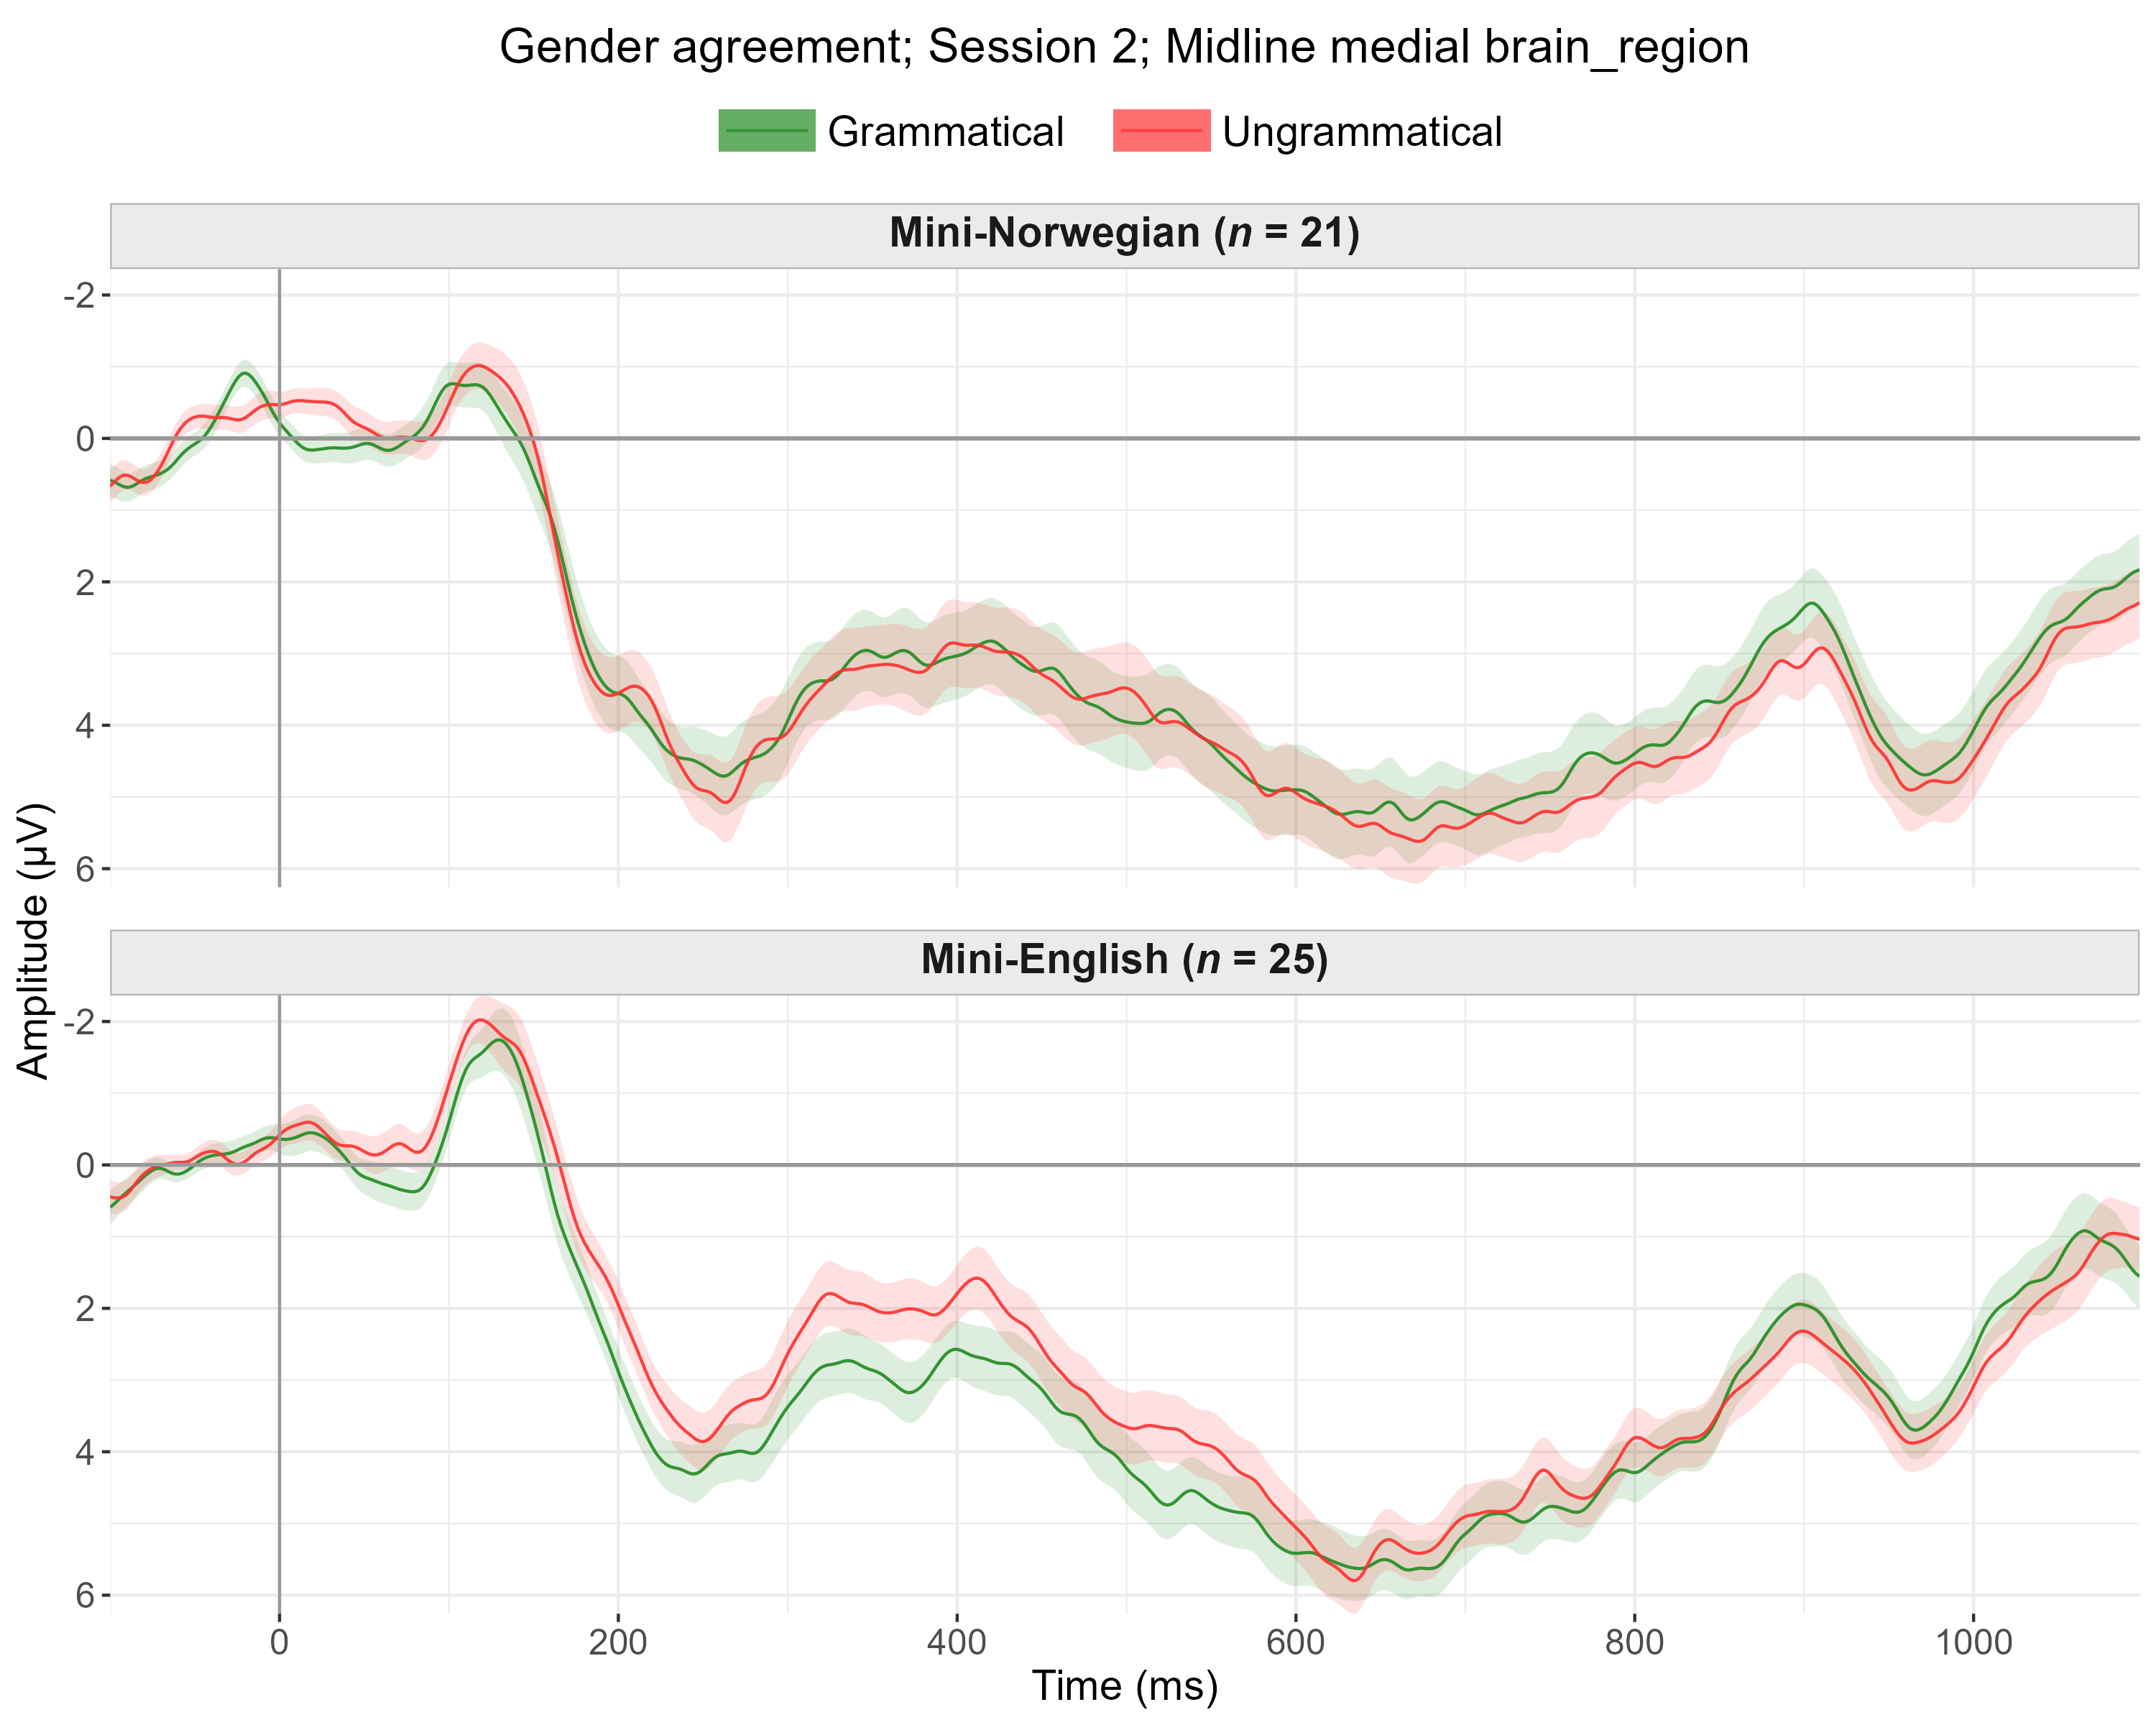 Gender agreement; Session 2; Midline medial brain_region
Grammatical Ungrammatical
Mini-Norwegian (n = 21)
-2
0
2
4
6
Mini-English (n = 25)
-2
0
2
4
6
0 200 400 600 800 1000
Time (ms)
Amplitude (µV)